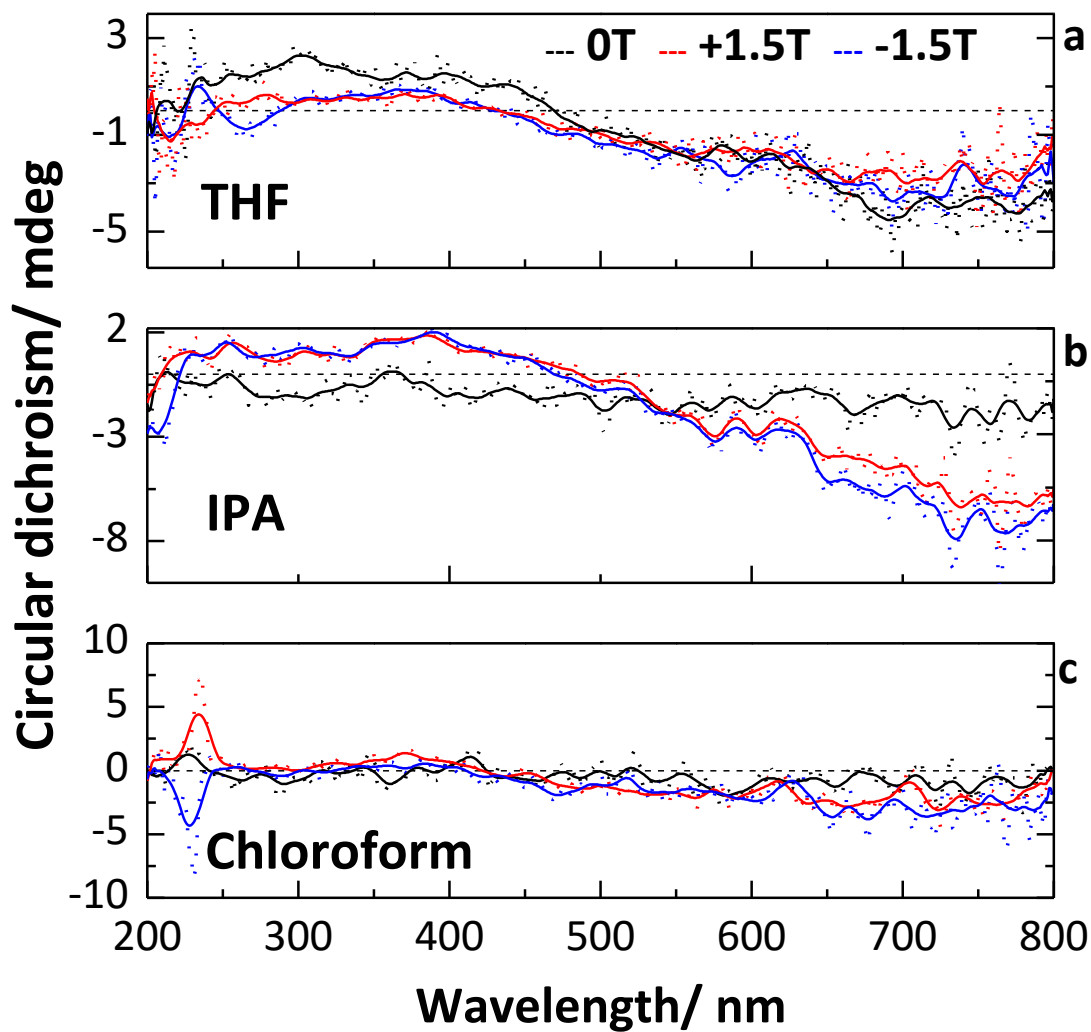 Circular dichroism/ mdeg
--- 0T --- +1.5T --- -1.5T
a
3
-1
-5
THF
b
2
-3
-8
IPA
c
10
5
0
-5
-10
Chloroform
200 300 400 500 600 700 800
Wavelength/ nm